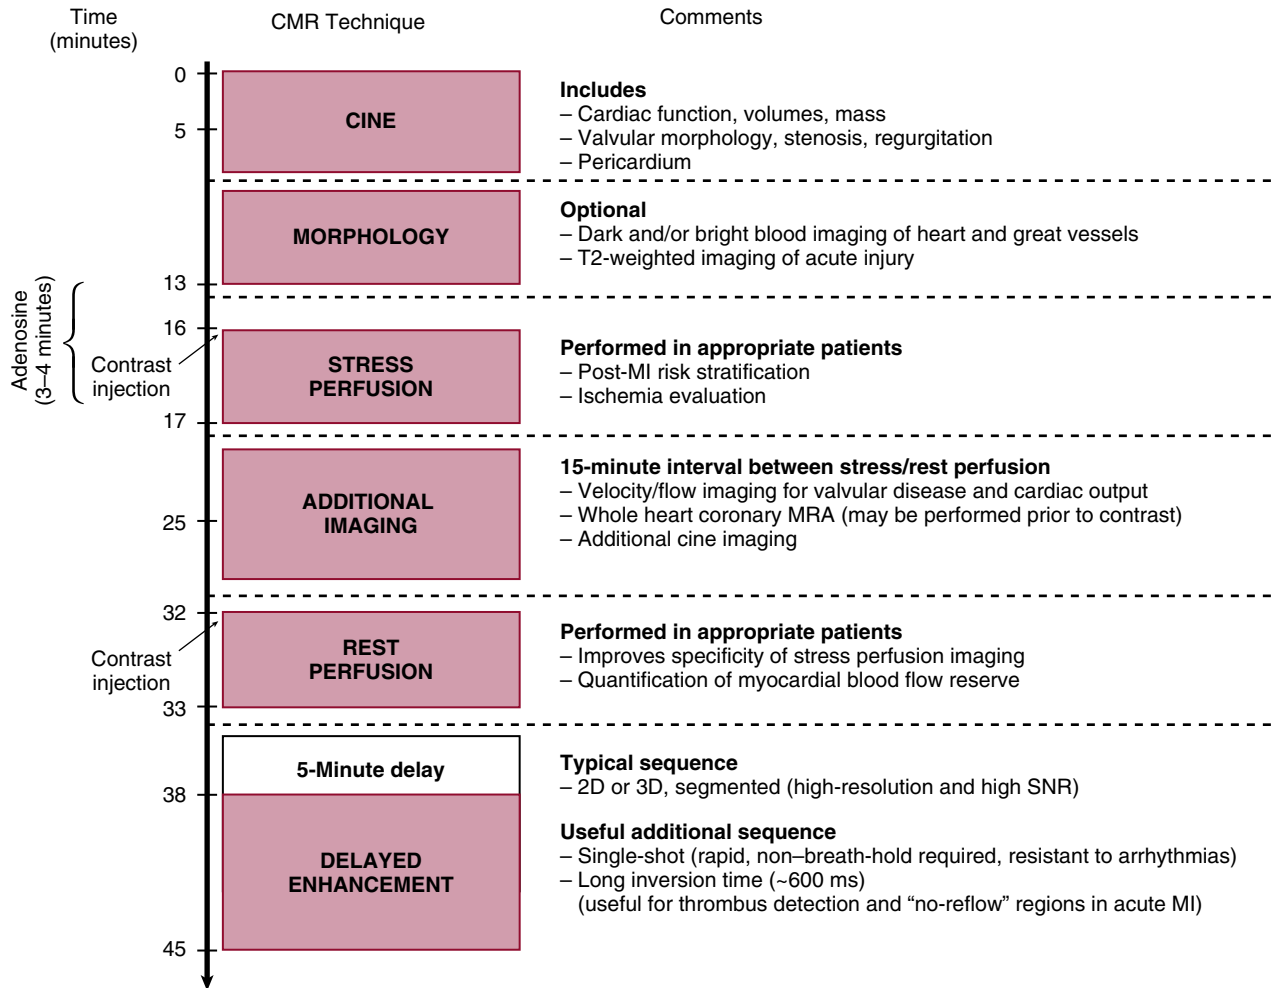 Time
(minutes)
CMR Technique
Comments
0
5
CINE
Includes
– Cardiac function, volumes, mass
– Valvular morphology, stenosis, regurgitation
– Pericardium
MORPHOLOGY
13
Optional
– Dark and/or bright blood imaging of heart and great vessels
– T2-weighted imaging of acute injury
Adenosine
(3–4 minutes)
16
Contrast
injection
STRESS
PERFUSION
17
Performed in appropriate patients
– Post-MI risk stratification
– Ischemia evaluation
ADDITIONAL
IMAGING
25
15-minute interval between stress/rest perfusion
– Velocity/flow imaging for valvular disease and cardiac output
– Whole heart coronary MRA (may be performed prior to contrast)
– Additional cine imaging
32
Contrast
injection
REST
PERFUSION
33
Performed in appropriate patients
– Improves specificity of stress perfusion imaging
– Quantification of myocardial blood flow reserve
5-Minute delay
38
Typical sequence
– 2D or 3D, segmented (high-resolution and high SNR)
DELAYED
ENHANCEMENT
45
Useful additional sequence
– Single-shot (rapid, non–breath-hold required, resistant to arrhythmias)
– Long inversion time (~600 ms)
(useful for thrombus detection and “no-reflow” regions in acute MI)